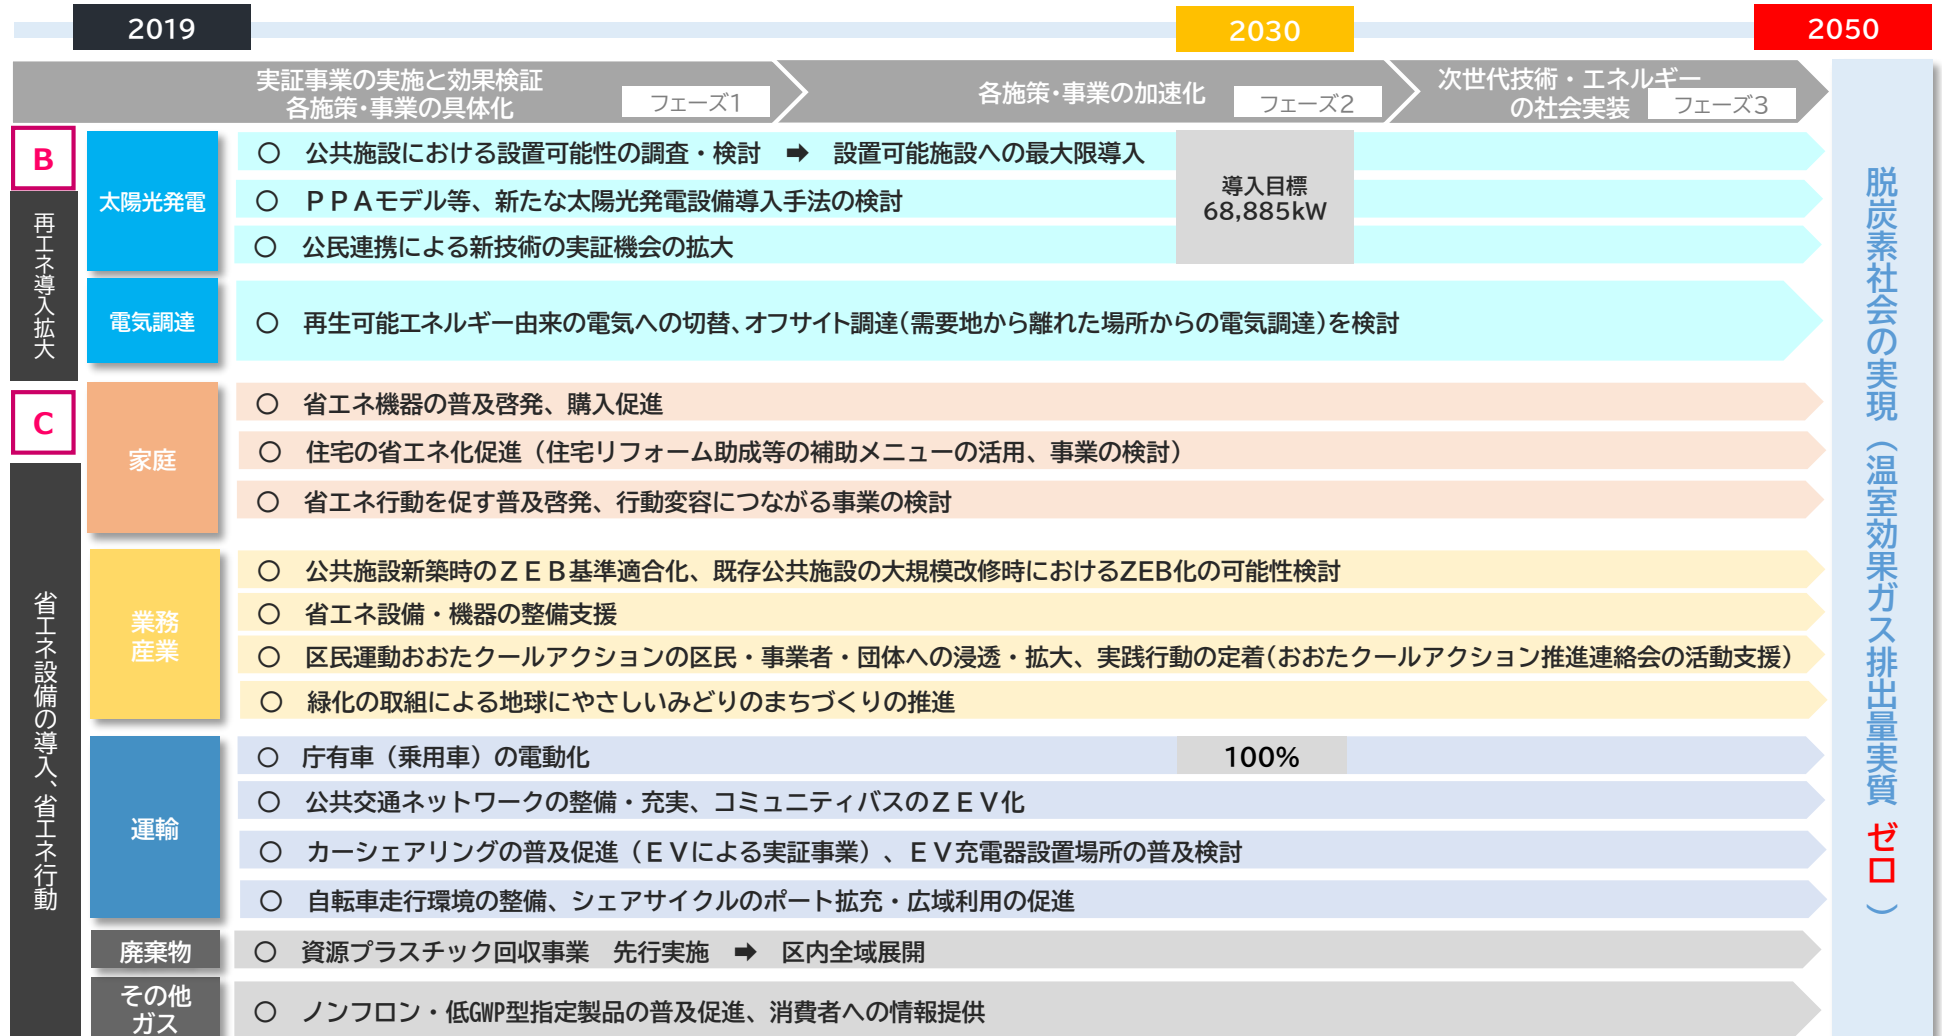 2019
2030
2050
実証事業の実施と効果検証
各施策・事業の具体化
フェーズ1
各施策・事業の加速化
フェーズ2
次世代技術・エネルギー
の社会実装
フェーズ3
B
再エネ導入拡大
太陽光発電
〇 公共施設における設置可能性の調査・検討 ➡ 設置可能施設への最大限導入
〇 ＰＰＡモデル等、新たな太陽光発電設備導入手法の検討
〇 公民連携による新技術の実証機会の拡大
導入目標
68,885kW
電気調達
〇 再生可能エネルギー由来の電気への切替、オフサイト調達(需要地から離れた場所からの電気調達)を検討
C
省エネ設備の導入、省エネ行動
家庭
〇 省エネ機器の普及啓発、購入促進
〇 住宅の省エネ化促進（住宅リフォーム助成等の補助メニューの活用、事業の検討）
〇 省エネ行動を促す普及啓発、行動変容につながる事業の検討
業務
産業
〇 公共施設新築時のＺＥＢ基準適合化、既存公共施設の大規模改修時におけるZEB化の可能性検討
〇 省エネ設備・機器の整備支援
〇 区民運動おおたクールアクションの区民・事業者・団体への浸透・拡大、実践行動の定着(おおたクールアクション推進連絡会の活動支援)
〇 緑化の取組による地球にやさしいみどりのまちづくりの推進
運輸
〇 庁有車（乗用車）の電動化
100%
〇 公共交通ネットワークの整備・充実、コミュニティバスのＺＥＶ化
〇 カーシェアリングの普及促進（ＥＶによる実証事業）、ＥＶ充電器設置場所の普及検討
〇 自転車走行環境の整備、シェアサイクルのポート拡充・広域利用の促進
廃棄物
〇 資源プラスチック回収事業 先行実施 ➡ 区内全域展開
その他
ガス
〇 ノンフロン・低GWP型指定製品の普及促進、消費者への情報提供
脱炭素社会の実現（温室効果ガス排出量実質 ゼロ）